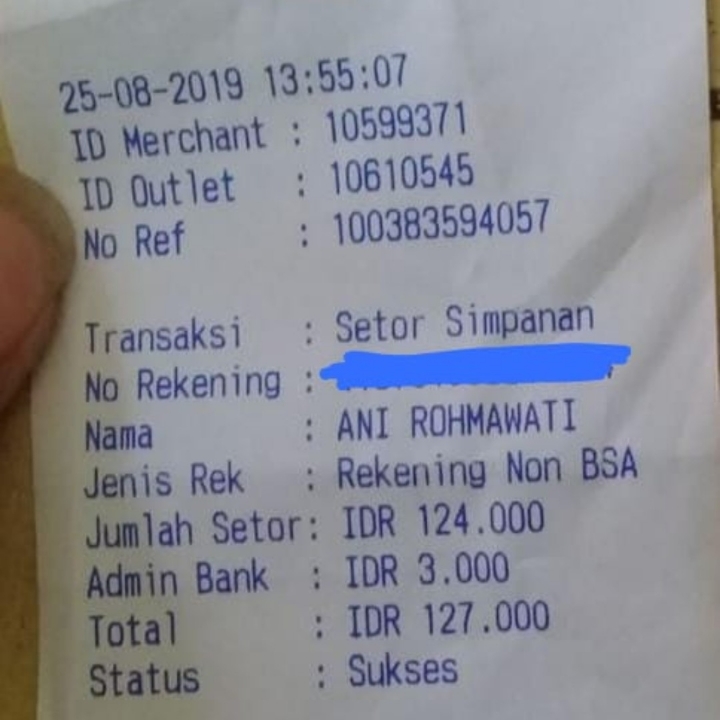 25-08-2019 13:55:07
ID Merchant : 10599371
ID Outlet : 10610545
No Ref : 100383594057
Transaksi : Setor Simpanan
No Rekening :
Nama : ANI ROHMAWATI
Jenis Rek : Rekening Non BSA
Jumlah Setor: IDR 124.000
Admin Bank : IDR 3.000
Total : IDR 127.000
Status : Sukses